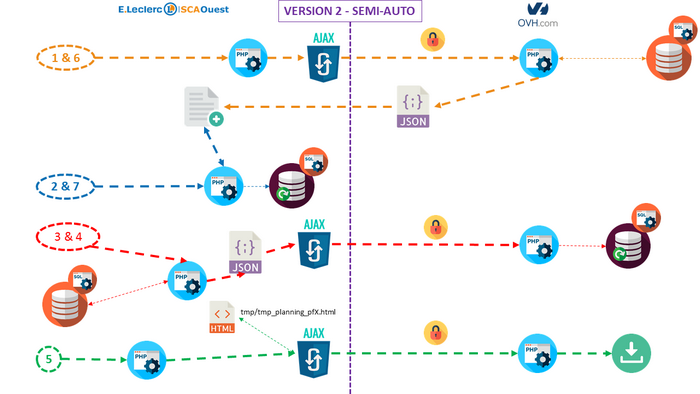 E.Leclerc SCAOuest
VERSION 2 - SEMI-AUTO
OVH.com
1 & 6
PHP
AJAX
PHP
SQL
{;}
JSON
2 & 7
PHP
SQL
3 & 4
AJAX
SQL
{;}
JSON
PHP
PHP
SQL
SQL
tmp/tmp_planning_pfX.html
HTML
AJAX
5
PHP
PHP